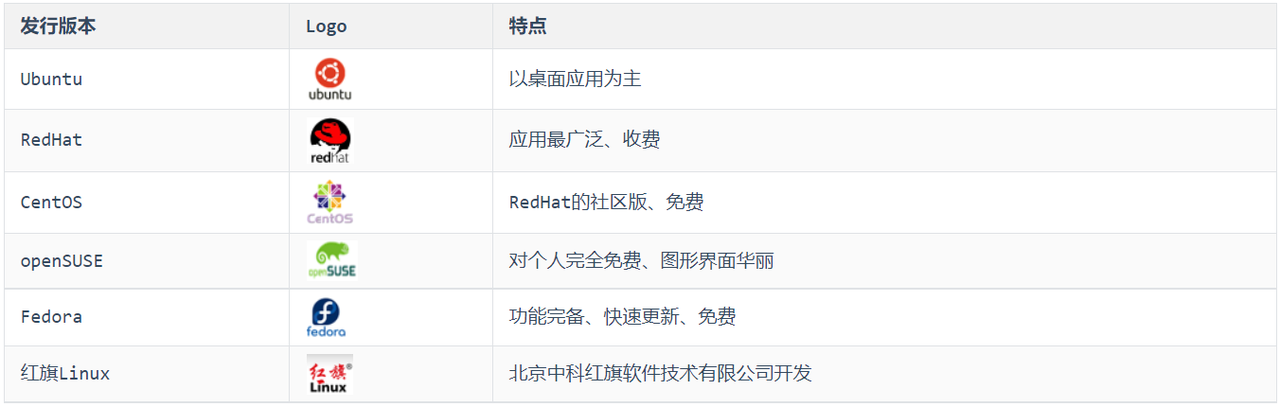 发行版本 Logo 特点
Ubuntu ubuntu 以桌面应用为主
RedHat redhat 应用最广泛、收费
CentOS CentOS RedHat的社区版、免费
openSUSE openSUSE 对个人完全免费、图形界面华丽
Fedora fedora 功能完备、快速更新、免费
红旗Linux 红旗® Linux 北京中科红旗软件技术有限公司开发